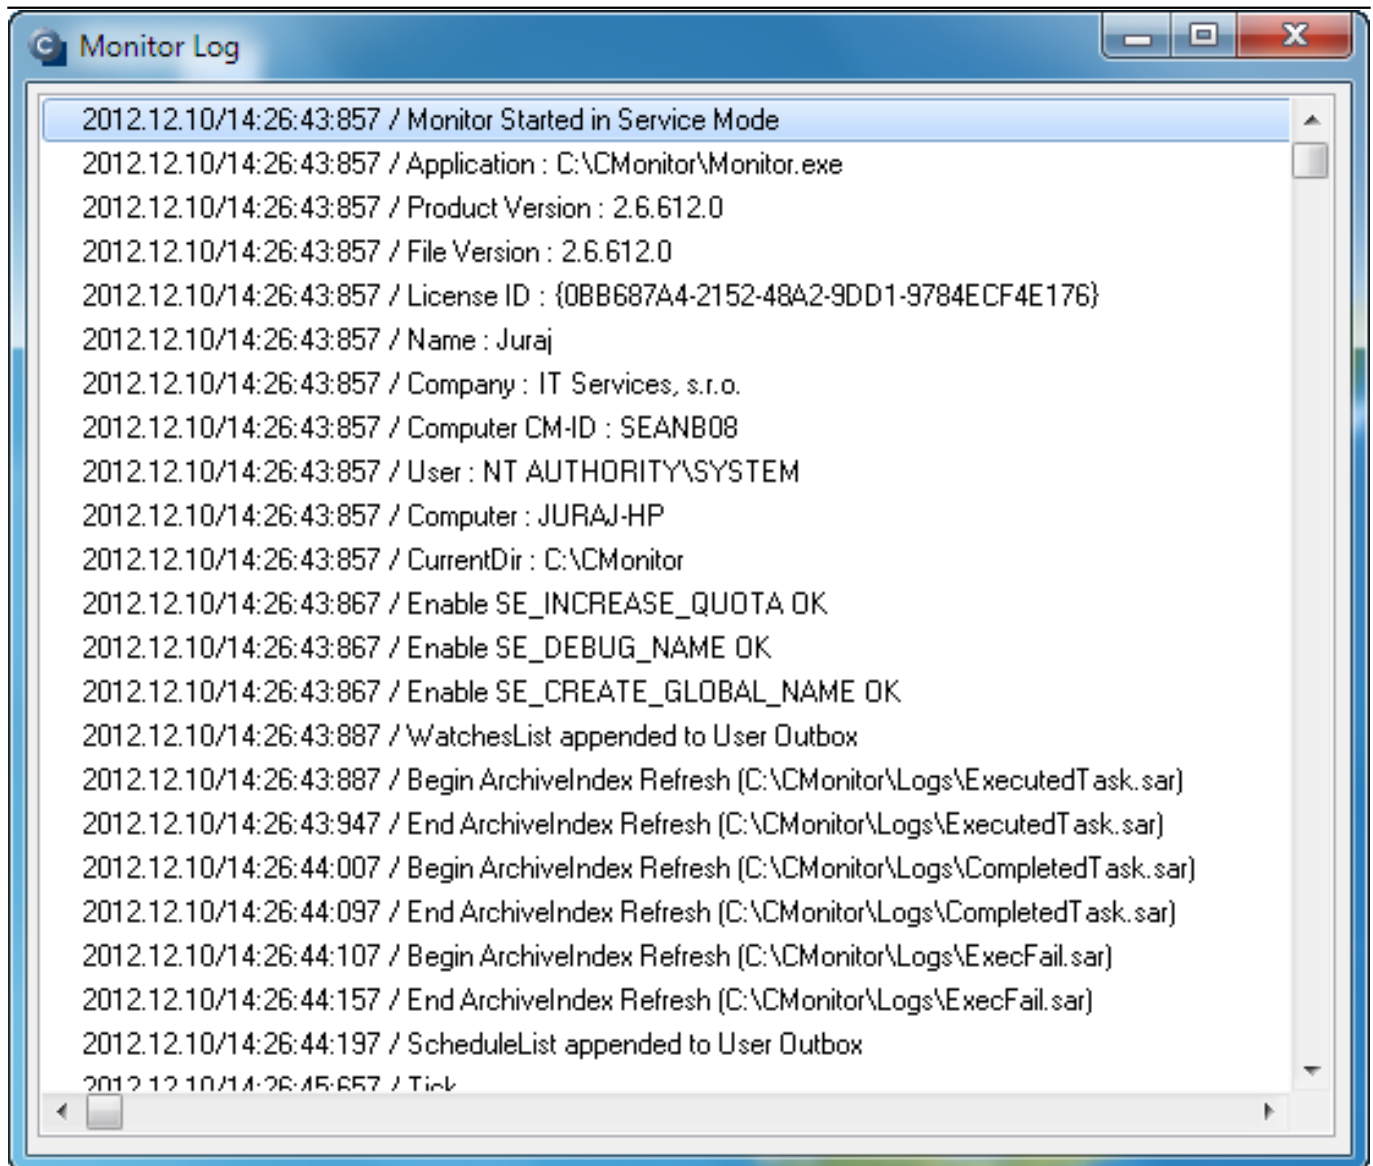 Monitor Log
2012.12.10/14:26:43:857 / Monitor Started in Service Mode
2012.12.10/14:26:43:857 / Application : C:\CMonitor\Monitor.exe
2012.12.10/14:26:43:857 / Product Version : 2.6.612.0
2012.12.10/14:26:43:857 / File Version : 2.6.612.0
2012.12.10/14:26:43:857 / License ID : {0BB687A4-2152-48A2-9DD1-9784ECF4E176}
2012.12.10/14:26:43:857 / Name : Juraj
2012.12.10/14:26:43:857 / Company : IT Services, s.r.o.
2012.12.10/14:26:43:857 / Computer CM-ID : SEANB08
2012.12.10/14:26:43:857 / User : NT AUTHORITY\SYSTEM
2012.12.10/14:26:43:857 / Computer : JURAJ-HP
2012.12.10/14:26:43:857 / CurrentDir : C:\CMonitor
2012.12.10/14:26:43:867 / Enable SE_INCREASE_QUOTA OK
2012.12.10/14:26:43:867 / Enable SE_DEBUG_NAME OK
2012.12.10/14:26:43:867 / Enable SE_CREATE_GLOBAL_NAME OK
2012.12.10/14:26:43:887 / WatchesList appended to User Outbox
2012.12.10/14:26:43:887 / Begin ArchiveIndex Refresh (C:\CMonitor\Logs\ExecutedTask.sar)
2012.12.10/14:26:43:947 / End ArchiveIndex Refresh (C:\CMonitor\Logs\ExecutedTask.sar)
2012.12.10/14:26:44:007 / Begin ArchiveIndex Refresh (C:\CMonitor\Logs\CompletedTask.sar)
2012.12.10/14:26:44:097 / End ArchiveIndex Refresh (C:\CMonitor\Logs\CompletedTask.sar)
2012.12.10/14:26:44:107 / Begin ArchiveIndex Refresh (C:\CMonitor\Logs\ExecFail.sar)
2012.12.10/14:26:44:157 / End ArchiveIndex Refresh (C:\CMonitor\Logs\ExecFail.sar)
2012.12.10/14:26:44:197 / ScheduleList appended to User Outbox
2012.12.10/14:26:45:657 / Tick